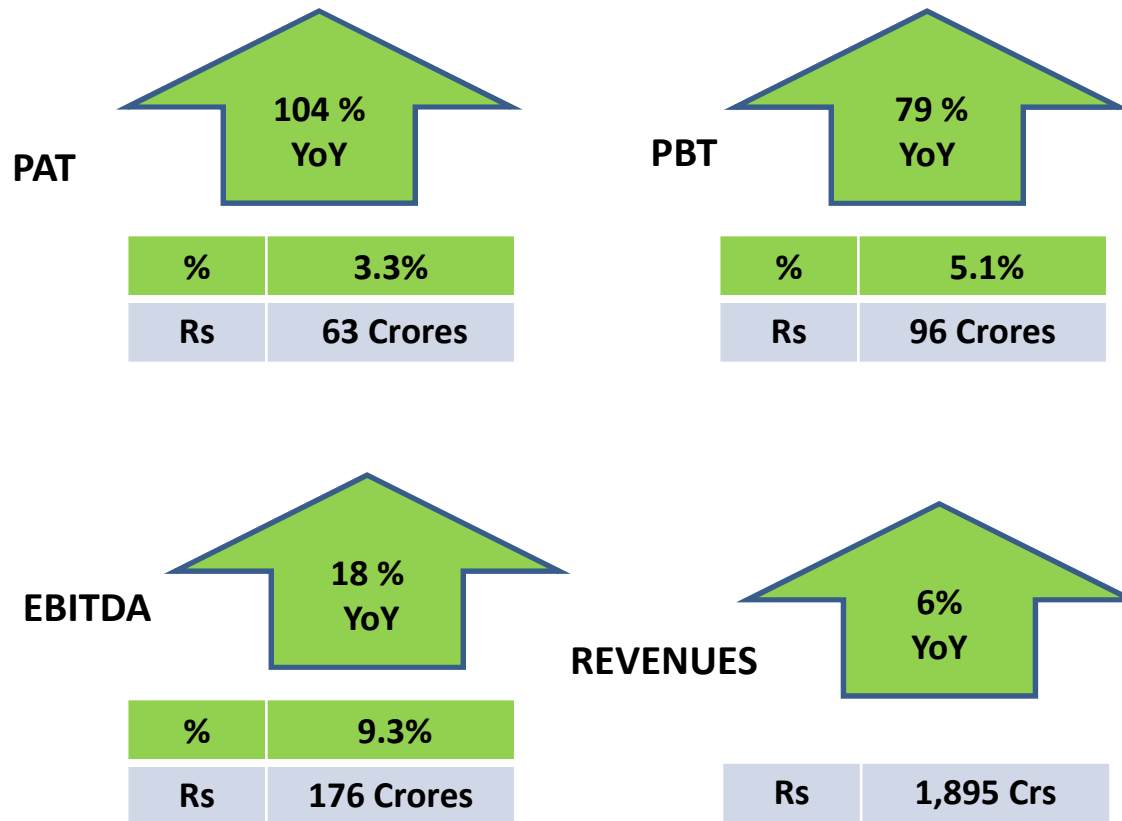 PAT
104 %
YoY
% 3.3%
Rs 63 Crores
PBT
79 %
YoY
% 5.1%
Rs 96 Crores
EBITDA
18 %
YoY
% 9.3%
Rs 176 Crores
REVENUES
6%
YoY
Rs 1,895 Crs